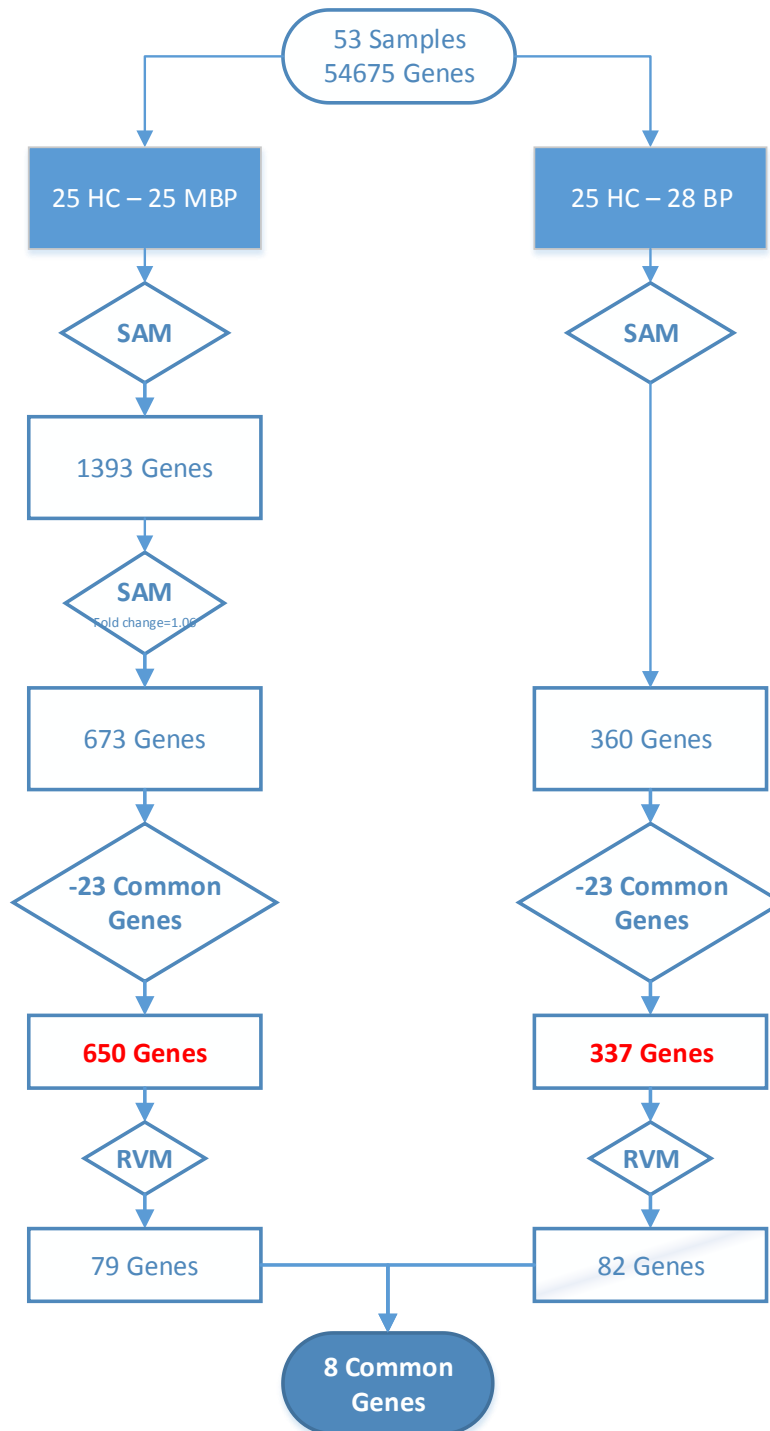 53 Samples
54675 Genes
25 HC – 25 MBP
25 HC – 28 BP
SAM
SAM
1393 Genes
SAM
Fold change=1.06
673 Genes
360 Genes
-23 Common
Genes
-23 Common
Genes
650 Genes
337 Genes
RVM
RVM
79 Genes
82 Genes
8 Common
Genes